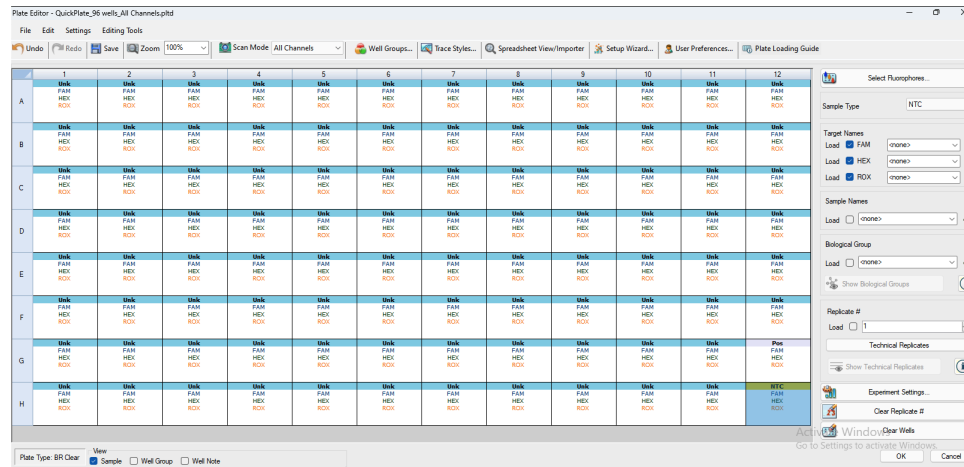 Plate Editor - QuickPlate_96 wells_All Channels.pltd
File Edit Settings Editing Tools
Undo Redo Save Zoom 100% Scan Mode All Channels Well Groups... Trace Styles... Spreadsheet View/Importer Setup Wizard... User Preferences... Plate Loading Guide
1 2 3 4 5 6 7 8 9 10 11 12
Unk Unk Unk Unk Unk Unk Unk Unk Unk Unk Unk Unk
FAM FAM FAM FAM FAM FAM FAM FAM FAM FAM FAM FAM
A HEX HEX HEX HEX HEX HEX HEX HEX HEX HEX HEX HEX
ROX ROX ROX ROX ROX ROX ROX ROX ROX ROX ROX ROX
Unk Unk Unk Unk Unk Unk Unk Unk Unk Unk Unk Unk
FAM FAM FAM FAM FAM FAM FAM FAM FAM FAM FAM FAM
B HEX HEX HEX HEX HEX HEX HEX HEX HEX HEX HEX HEX
ROX ROX ROX ROX ROX ROX ROX ROX ROX ROX ROX ROX
Unk Unk Unk Unk Unk Unk Unk Unk Unk Unk Unk Unk
FAM FAM FAM FAM FAM FAM FAM FAM FAM FAM FAM FAM
C HEX HEX HEX HEX HEX HEX HEX HEX HEX HEX HEX HEX
ROX ROX ROX ROX ROX ROX ROX ROX ROX ROX ROX ROX
Unk Unk Unk Unk Unk Unk Unk Unk Unk Unk Unk Unk
FAM FAM FAM FAM FAM FAM FAM FAM FAM FAM FAM FAM
D HEX HEX HEX HEX HEX HEX HEX HEX HEX HEX HEX HEX
ROX ROX ROX ROX ROX ROX ROX ROX ROX ROX ROX ROX
Unk Unk Unk Unk Unk Unk Unk Unk Unk Unk Unk Unk
FAM FAM FAM FAM FAM FAM FAM FAM FAM FAM FAM FAM
E HEX HEX HEX HEX HEX HEX HEX HEX HEX HEX HEX HEX
ROX ROX ROX ROX ROX ROX ROX ROX ROX ROX ROX ROX
Unk Unk Unk Unk Unk Unk Unk Unk Unk Unk Unk Unk
FAM FAM FAM FAM FAM FAM FAM FAM FAM FAM FAM FAM
F HEX HEX HEX HEX HEX HEX HEX HEX HEX HEX HEX HEX
ROX ROX ROX ROX ROX ROX ROX ROX ROX ROX ROX ROX
Unk Unk Unk Unk Unk Unk Unk Unk Unk Unk Unk Pos
FAM FAM FAM FAM FAM FAM FAM FAM FAM FAM FAM FAM
G HEX HEX HEX HEX HEX HEX HEX HEX HEX HEX HEX HEX
ROX ROX ROX ROX ROX ROX ROX ROX ROX ROX ROX ROX
Unk Unk Unk Unk Unk Unk Unk Unk Unk Unk Unk NTC
FAM FAM FAM FAM FAM FAM FAM FAM FAM FAM FAM FAM
H HEX HEX HEX HEX HEX HEX HEX HEX HEX HEX HEX HEX
ROX ROX ROX ROX ROX ROX ROX ROX ROX ROX ROX ROX
Select Fluorophores...
Sample Type NTC
Target Names
Load FAM <none>
Load HEX <none>
Load ROX <none>
Sample Names
Load <none>
Biological Group
Load <none>
Show Biological Groups
Replicate #
Load 1
Technical Replicates
Show Technical Replicates
Experiment Settings...
Clear Replicate #
Clear Wells
Activate Windows
Go to Settings to activate Windows.
OK Cancel
Plate Type: BR Clear View
Sample Well Group Well Note